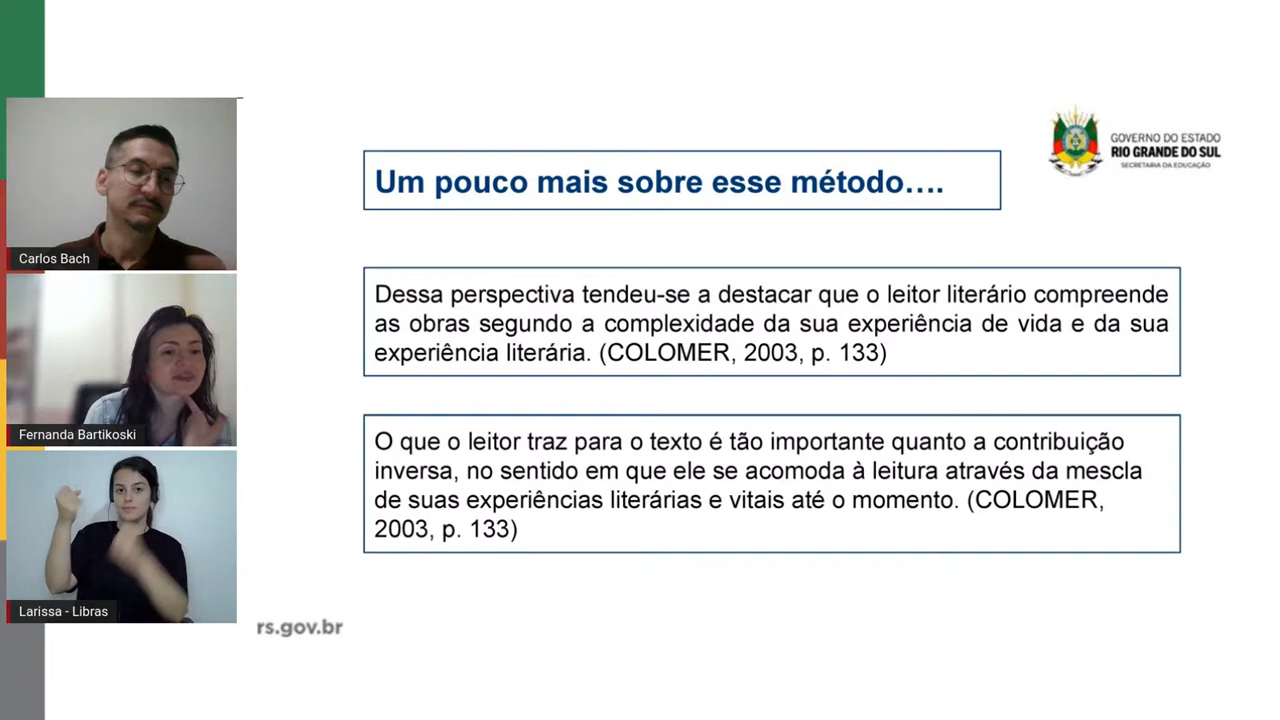 GOVERNO DO ESTADO
RIO GRANDE DO SUL
SECRETARIA DA EDUCAÇÃO
Um pouco mais sobre esse método....
Dessa perspectiva tendeu-se a destacar que o leitor literário compreende
as obras segundo a complexidade da sua experiência de vida e da sua
experiência literária. (COLOMER, 2003, p. 133)
O que o leitor traz para o texto é tão importante quanto a contribuição
inversa, no sentido em que ele se acomoda à leitura através da mescla
de suas experiências literárias e vitais até o momento. (COLOMER,
2003, p. 133)
Carlos Bach
Fernanda Bartikoski
Larissa - Libras
rs.gov.br